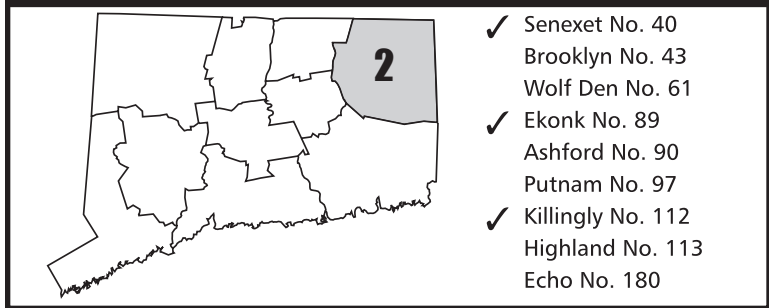 2
✓ Senexet No. 40
Brooklyn No. 43
Wolf Den No. 61
✓ Ekonk No. 89
Ashford No. 90
Putnam No. 97
✓ Killingly No. 112
Highland No. 113
Echo No. 180